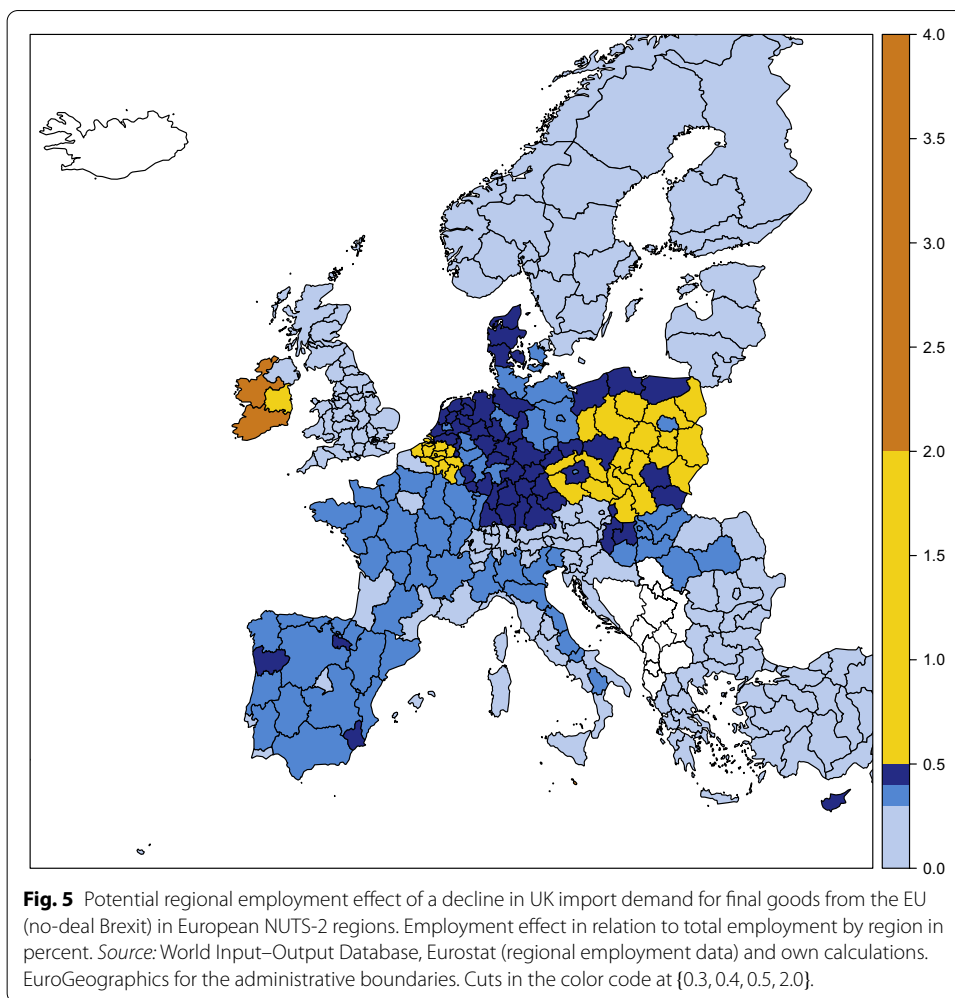 4.0
3.5
3.0
2.5
2.0
1.5
1.0
0.5
0.0
Fig. 5 Potential regional employment effect of a decline in UK import demand for final goods from the EU
(no-deal Brexit) in European NUTS-2 regions. Employment effect in relation to total employment by region in
percent. Source: World Input–Output Database, Eurostat (regional employment data) and own calculations.
EuroGeographics for the administrative boundaries. Cuts in the color code at {0.3, 0.4, 0.5, 2.0}.